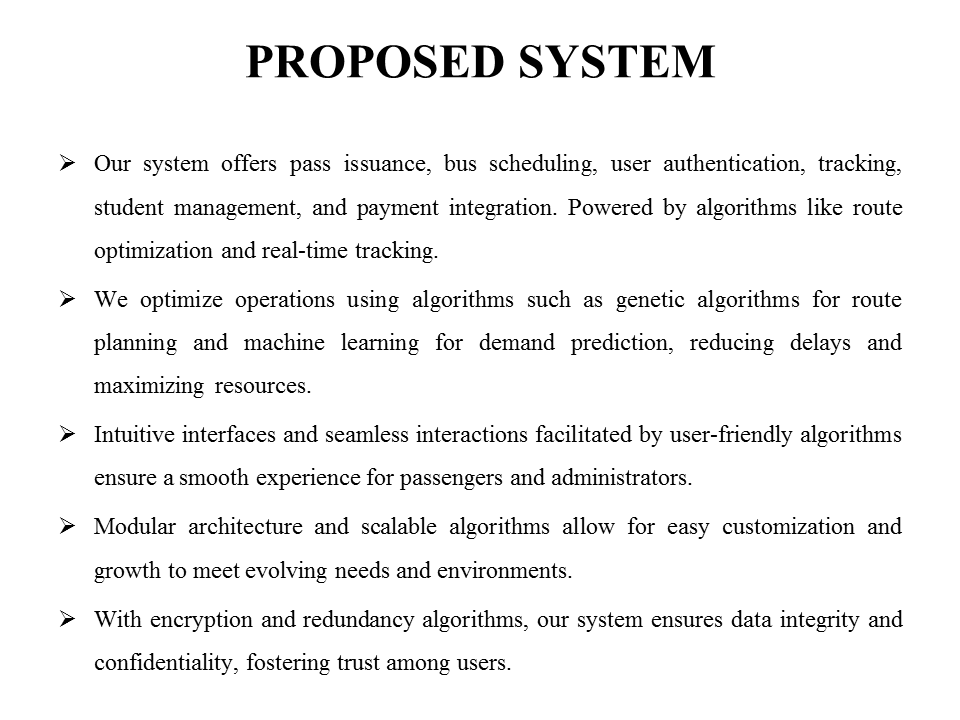 PROPOSED SYSTEM
➢ Our system offers pass issuance, bus scheduling, user authentication, tracking,
student management, and payment integration. Powered by algorithms like route
optimization and real-time tracking.
➢ We optimize operations using algorithms such as genetic algorithms for route
planning and machine learning for demand prediction, reducing delays and
maximizing resources.
➢ Intuitive interfaces and seamless interactions facilitated by user-friendly algorithms
ensure a smooth experience for passengers and administrators.
➢ Modular architecture and scalable algorithms allow for easy customization and
growth to meet evolving needs and environments.
➢ With encryption and redundancy algorithms, our system ensures data integrity and
confidentiality, fostering trust among users.